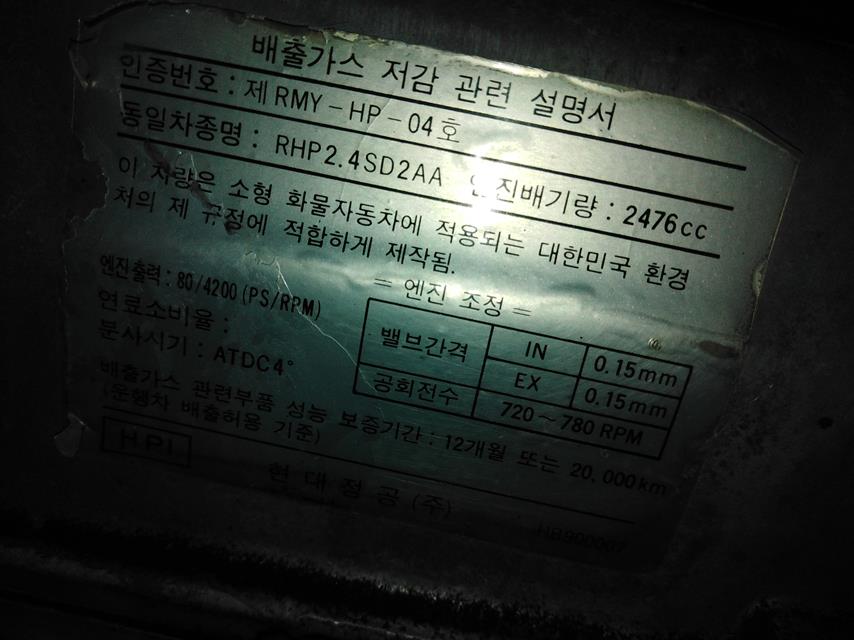 배출가스 저감 관련 설명서
인증번호 : 제 RMY - HP - 04 호
동일차종명 : RHP2.4SD2AA 엔진배기량 : 2476cc
이 차량은 소형 화물자동차에 적용되는 대한민국 환경
처의 제 규정에 적합하게 제작됨.
= 엔진 조정 =
엔진출력 : 80/4200 (PS/RPM)
연료소비율 :
분사시기 : ATDC4°
밸브간격 IN 0.15mm
EX 0.15mm
공회전수 720~780 RPM
배출가스 관련부품 성능 보증기간 : 12개월 또는 20,000km
(운행차 배출허용 기준)
HPI
현대정공 (주)
HB900007